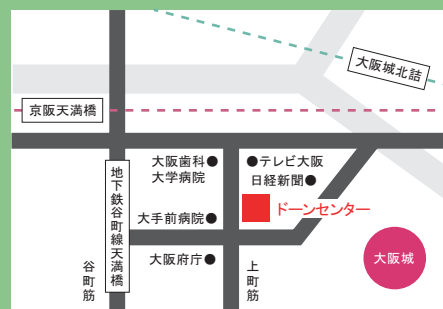 大阪城北詰
京阪天満橋
大阪歯科●
大学病院
●テレビ大阪
日経新聞●
地下鉄谷町線天満橋
ドーンセンター
大手前病院●
大阪府庁●
谷町筋
上町筋
大阪城